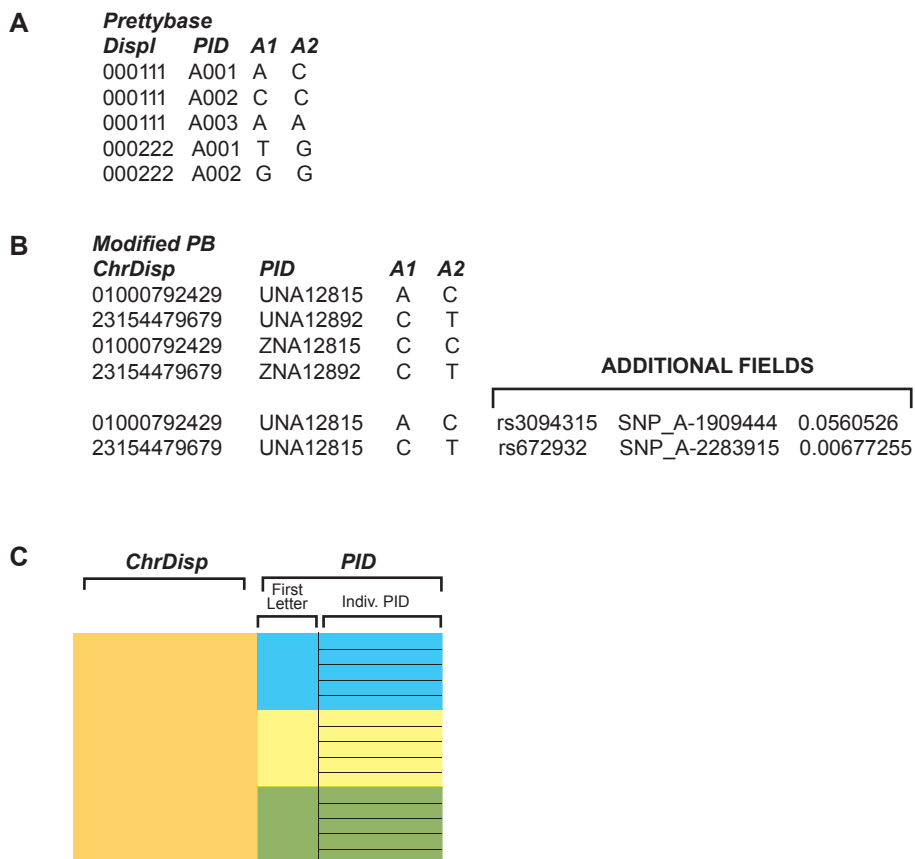 A
Prettybase
Displ PID A1 A2
000111 A001 A C
000111 A002 C C
000111 A003 A A
000222 A001 T G
000222 A002 G G
B
Modified PB
ChrDisp PID A1 A2
01000792429 UNA12815 A C
23154479679 UNA12892 C T
01000792429 ZNA12815 C C
23154479679 ZNA12892 C T
ADDITIONAL FIELDS
01000792429 UNA12815 A C rs3094315 SNP_A-1909444 0.0560526
23154479679 UNA12815 C T rs672932 SNP_A-2283915 0.00677255
C
ChrDisp PID
First
Letter
Indiv. PID